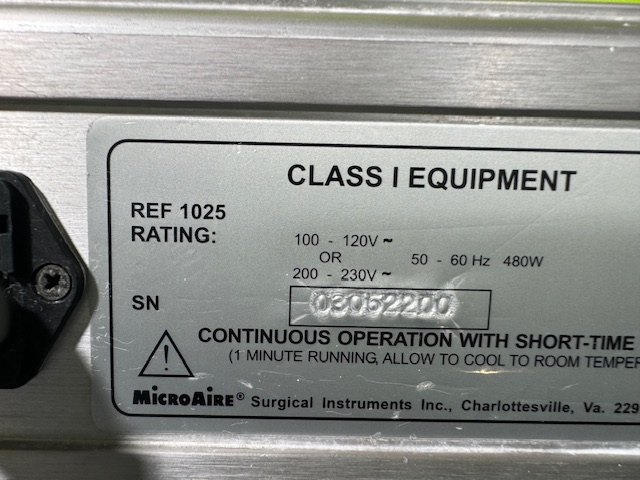 CLASS I EQUIPMENT
REF 1025
RATING:
100 - 120V ~
OR 50 - 60 Hz 480W
200 - 230V ~
SN 03052200
CONTINUOUS OPERATION WITH SHORT-TIME
(1 MINUTE RUNNING, ALLOW TO COOL TO ROOM TEMPER
MICROAIRE® Surgical Instruments Inc., Charlottesville, Va. 229